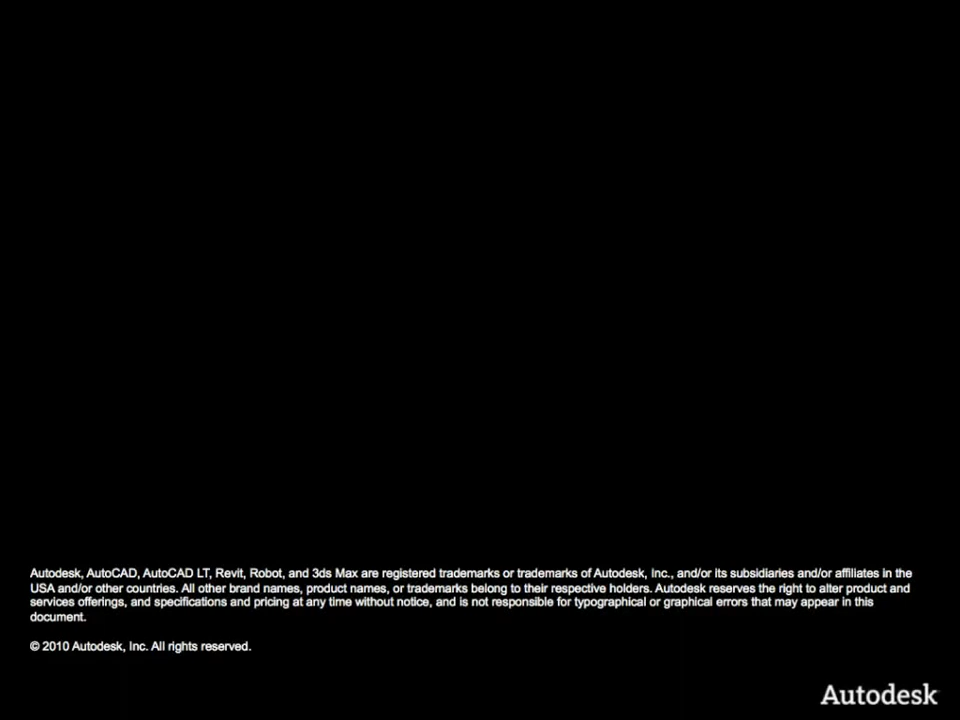 Autodesk, AutoCAD, AutoCAD LT, Revit, Robot, and 3ds Max are registered trademarks or trademarks of Autodesk, Inc., and/or its subsidiaries and/or affiliates in the
USA and/or other countries. All other brand names, product names, or trademarks belong to their respective holders. Autodesk reserves the right to alter product and
services offerings, and specifications and pricing at any time without notice, and is not responsible for typographical or graphical errors that may appear in this
document.
© 2010 Autodesk, Inc. All rights reserved.
Autodesk